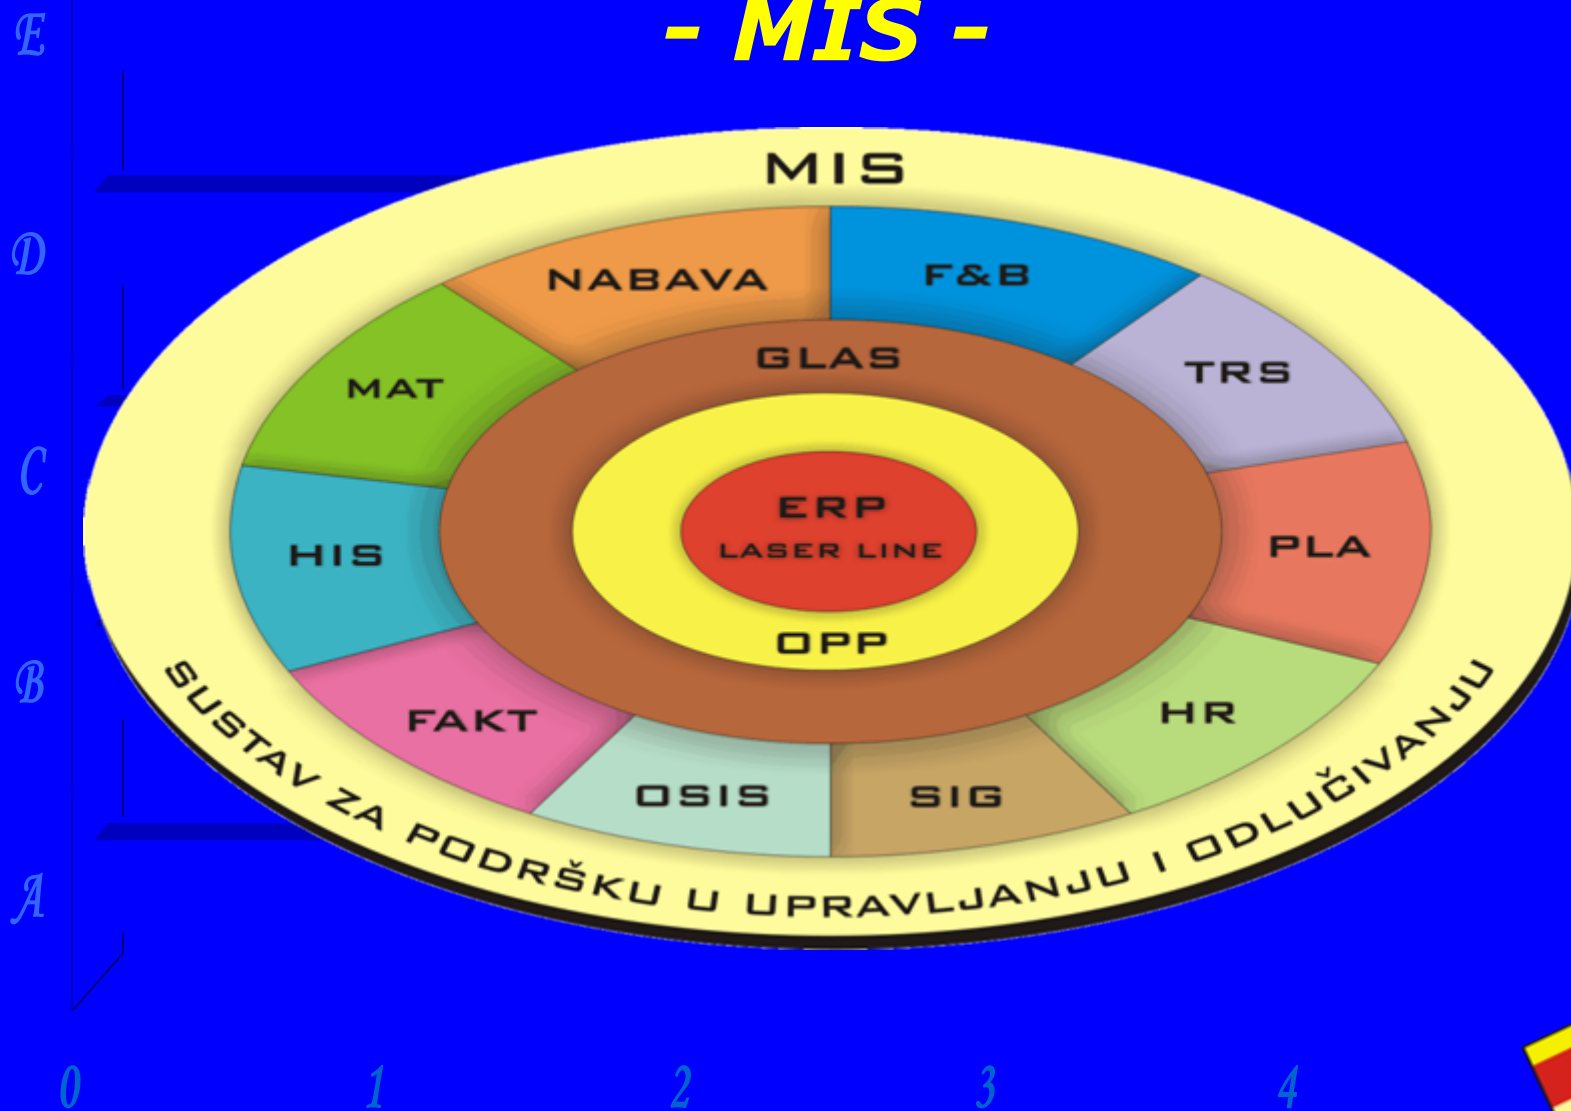 - MIS -
E
D
C
B
A
MIS
NABAVA
F&B
MAT
GLAS
TRS
ERP
LASER LINE
HIS
PLA
OPP
FAKT
HR
OSIS
SIG
SUSTAV ZA PODRŠKU U UPRAVLJANJU I ODLUČIVANJU
0 1 2 3 4